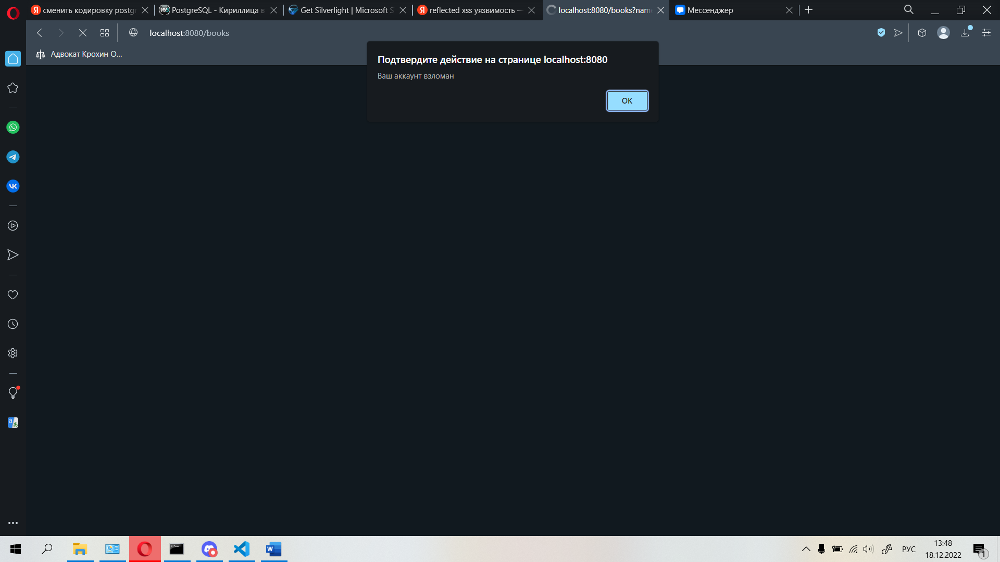 сменить кодировку postgr
PostgreSQL - Кириллица в
Get Silverlight | Microsoft S
reflected xss уязвимость —
localhost:8080/books?nam
Мессенджер
localhost:8080/books
Адвокат Крохин О...
Подтвердите действие на странице localhost:8080
Ваш аккаунт взломан
ОК
РУС
13:48
18.12.2022
1